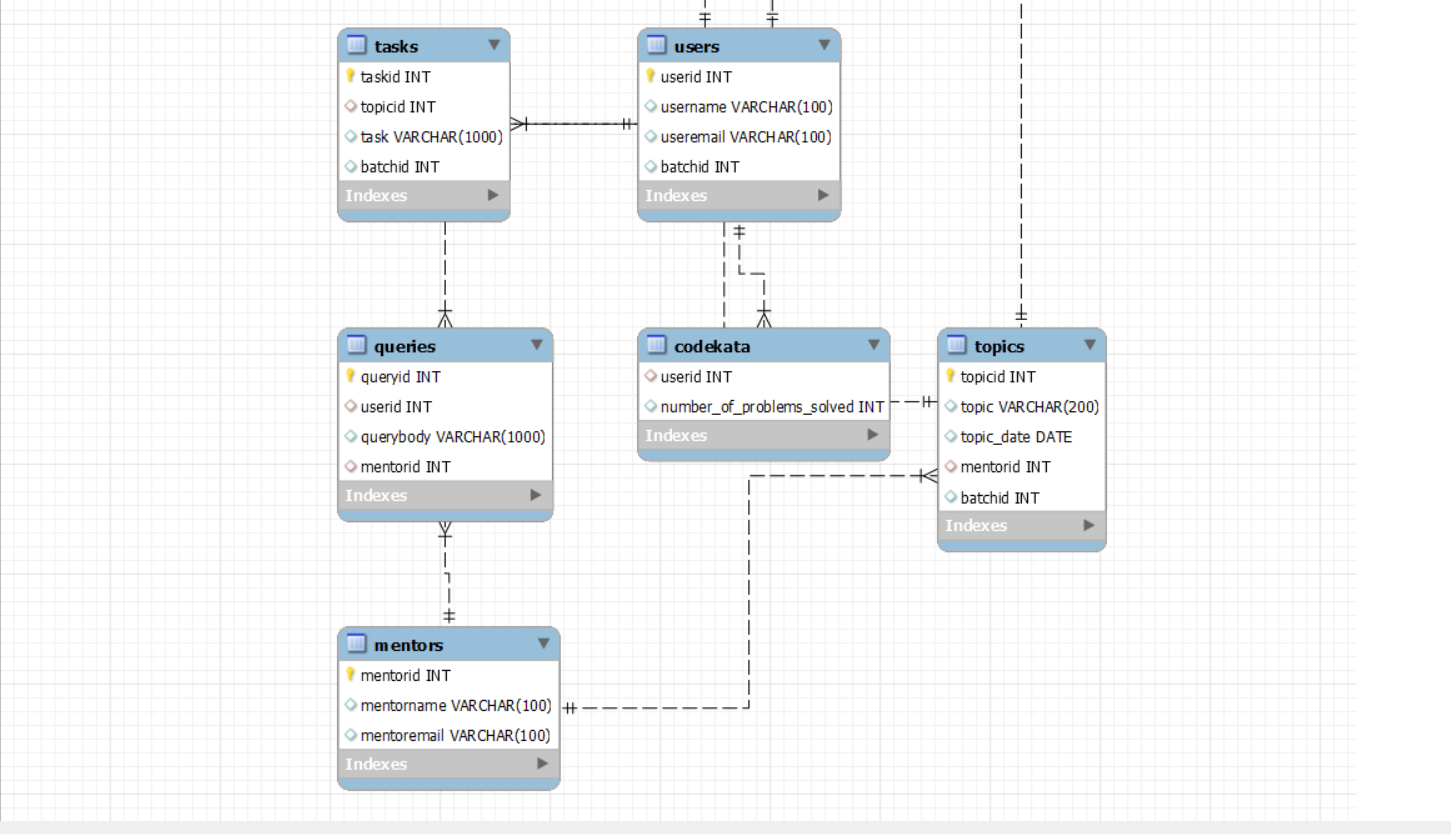 tasks
taskid INT
topicid INT
task VARCHAR(1000)
batchid INT
Indexes
users
userid INT
username VARCHAR(100)
useremail VARCHAR(100)
batchid INT
Indexes
queries
queryid INT
userid INT
querybody VARCHAR(1000)
mentorid INT
Indexes
codekata
userid INT
number_of_problems_solved INT
Indexes
topics
topicid INT
topic VARCHAR(200)
topic_date DATE
mentorid INT
batchid INT
Indexes
mentors
mentorid INT
mentorname VARCHAR(100)
mentoremail VARCHAR(100)
Indexes